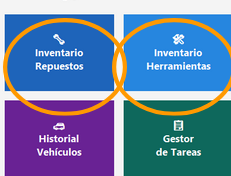 Inventario
Repuestos
Inventario
Herramientas
Historial
Vehículos
Gestor
de Tareas